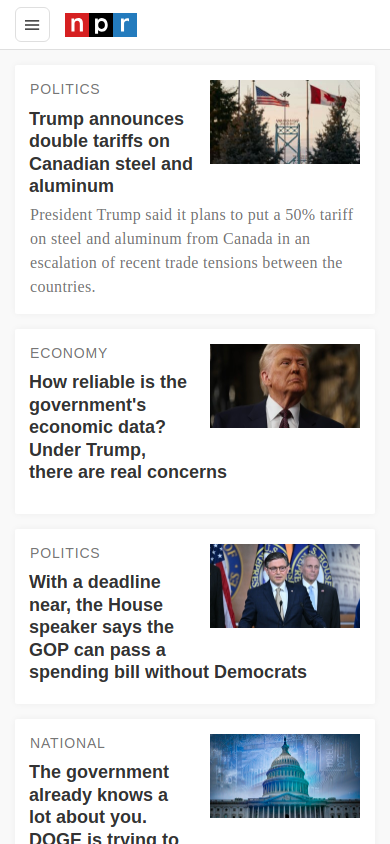 npr
POLITICS
Trump announces
double tariffs on
Canadian steel and
aluminum
President Trump said it plans to put a 50% tariff
on steel and aluminum from Canada in an
escalation of recent trade tensions between the
countries.
ECONOMY
How reliable is the
government's
economic data?
Under Trump,
there are real concerns
POLITICS
With a deadline
near, the House
speaker says the
GOP can pass a
spending bill without Democrats
NATIONAL
The government
already knows a
lot about you.
DOGE is trying to